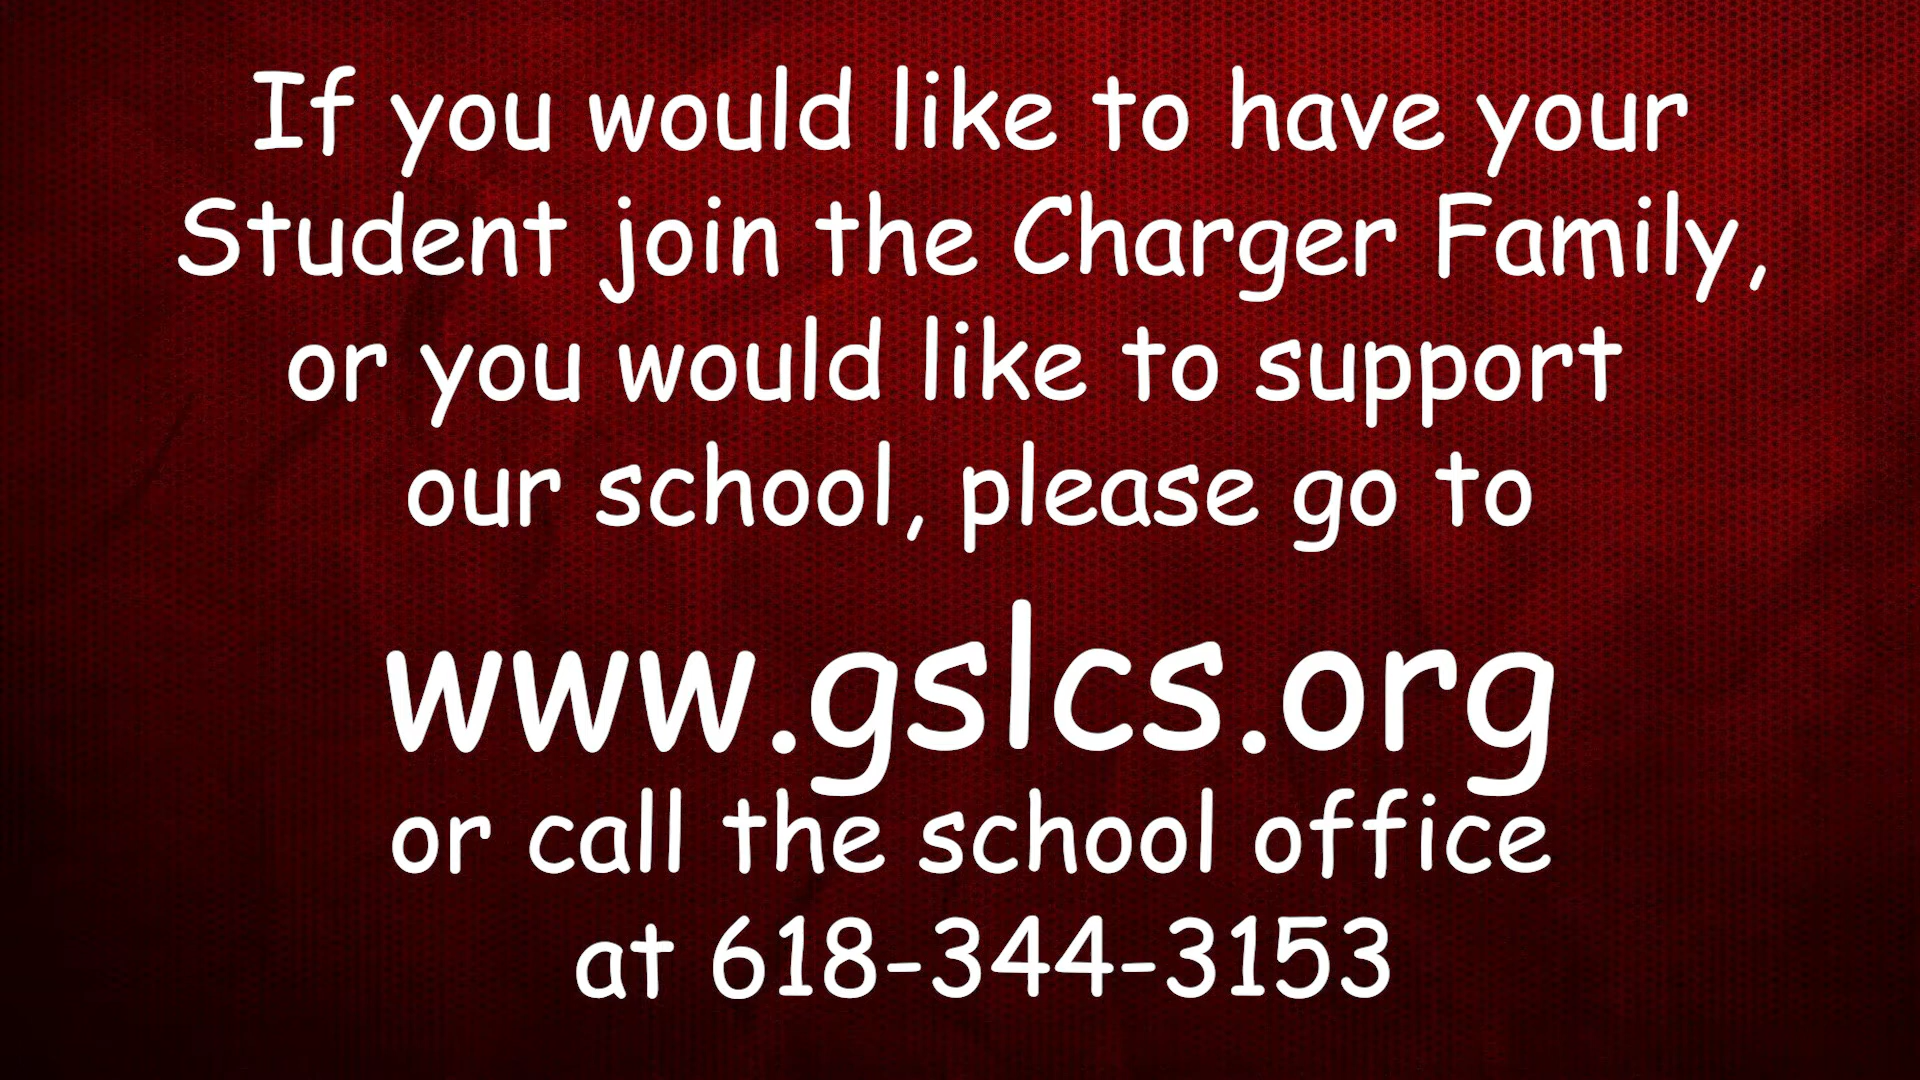 If you would like to have your
Student join the Charger Family,
or you would like to support
our school, please go to
www.gslcs.org
or call the school office
at 618-344-3153